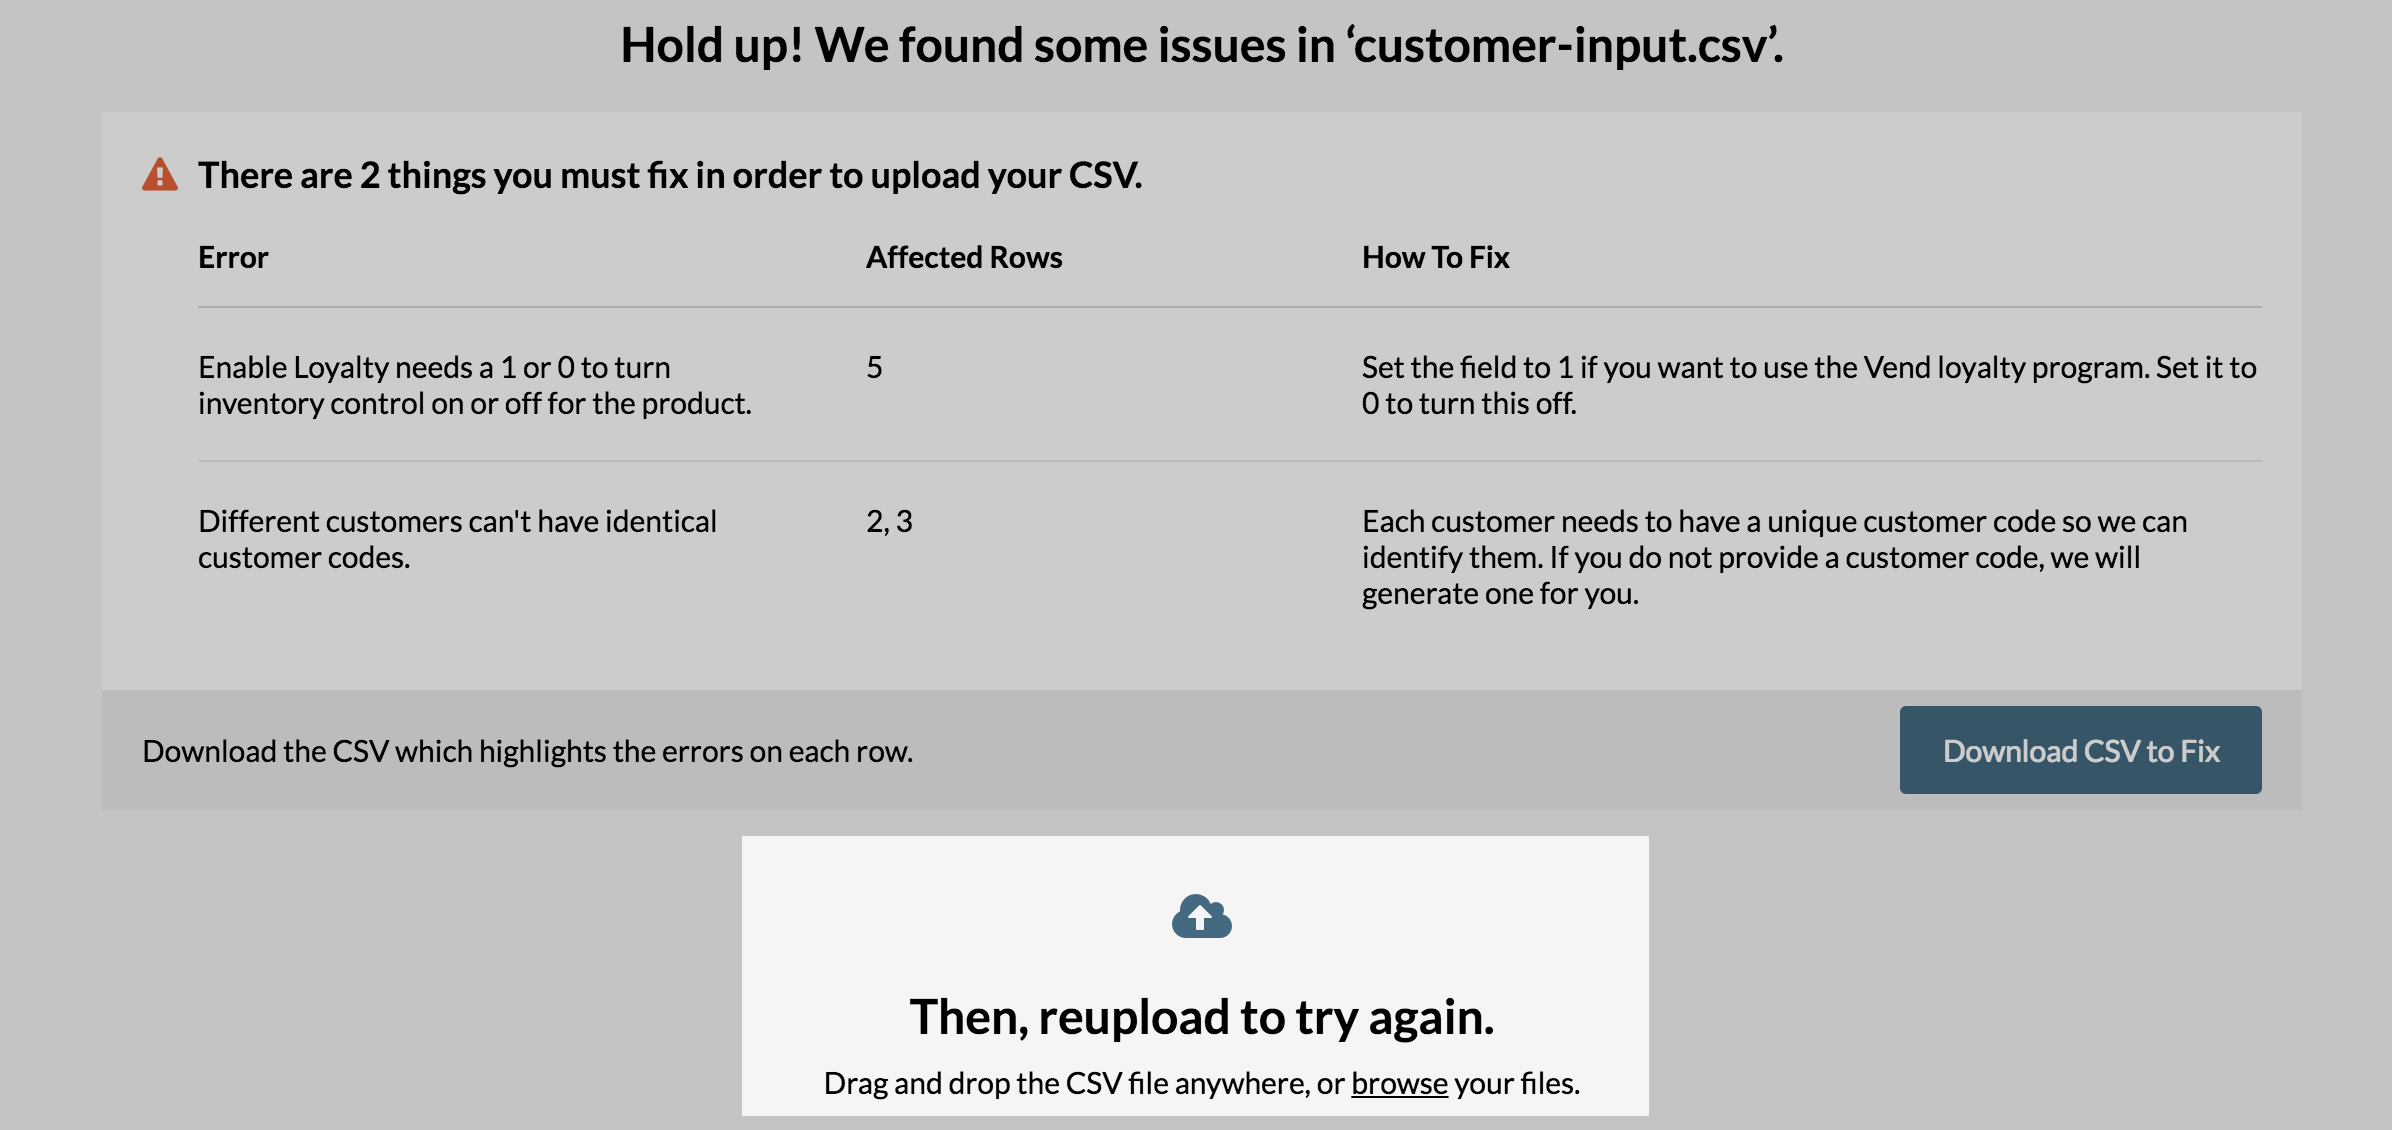 Hold up! We found some issues in ‘customer-input.csv’.
There are 2 things you must fix in order to upload your CSV.
Error Affected Rows How To Fix
Enable Loyalty needs a 1 or 0 to turn
inventory control on or off for the product.
5
Set the field to 1 if you want to use the Vend loyalty program. Set it to
0 to turn this off.
Different customers can't have identical
customer codes.
2, 3
Each customer needs to have a unique customer code so we can
identify them. If you do not provide a customer code, we will
generate one for you.
Download the CSV which highlights the errors on each row.
Download CSV to Fix
Then, reupload to try again.
Drag and drop the CSV file anywhere, or browse your files.